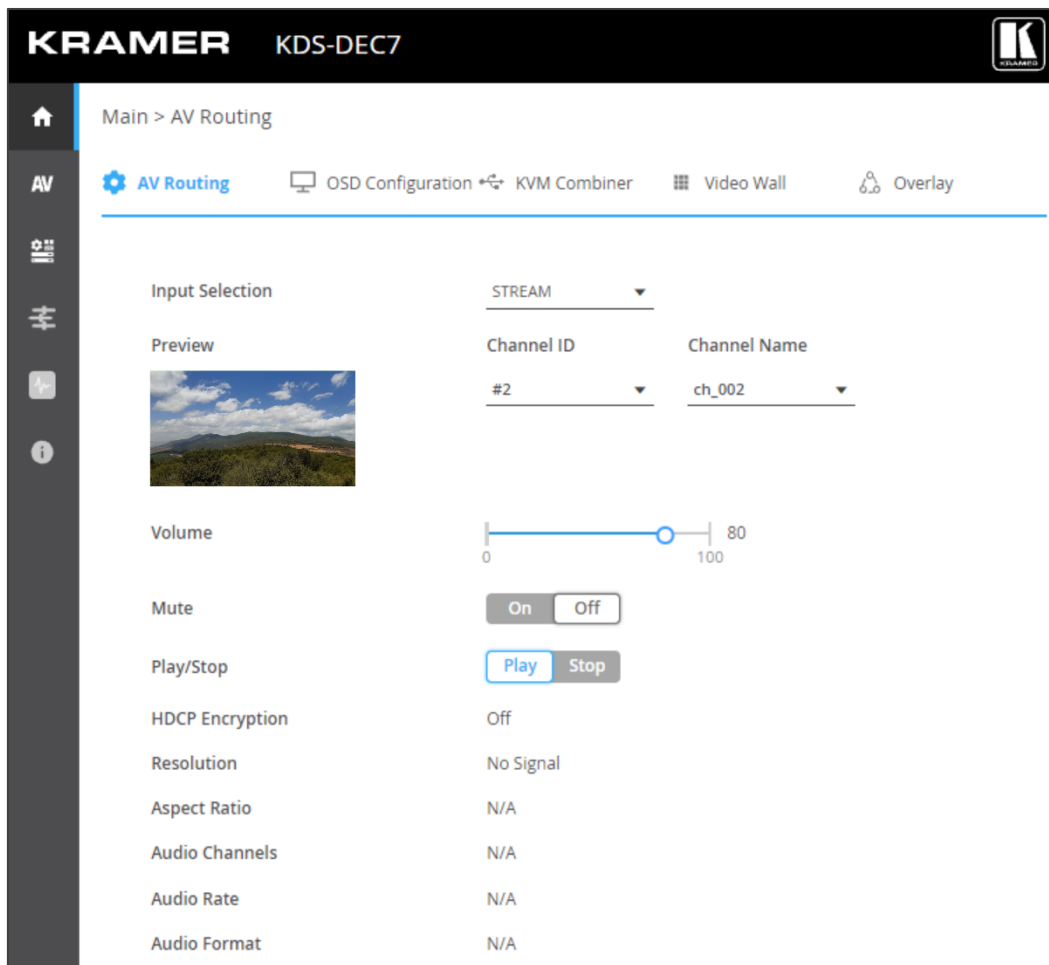 KRAMER KDS-DEC7
KRAMER
Main > AV Routing
AV
AV Routing OSD Configuration KVM Combiner Video Wall Overlay
Input Selection STREAM
Preview Channel ID Channel Name
#2 ch_002
Volume 80
0 100
Mute On Off
Play/Stop Play Stop
HDCP Encryption Off
Resolution No Signal
Aspect Ratio N/A
Audio Channels N/A
Audio Rate N/A
Audio Format N/A